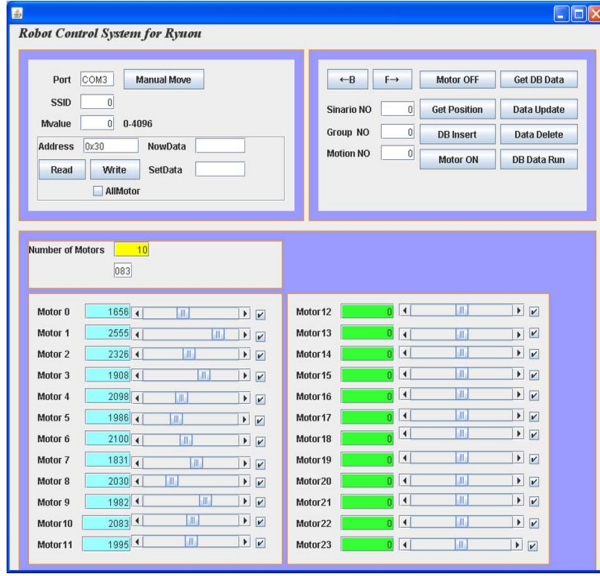 Robot Control System for Ryuou
Port COM3 Manual Move
SSID 0
Mvalue 0 0-4096
Address 0x30 NowData
Read Write SetData
AllMotor
←B F→ Motor OFF Get DB Data
Sinario NO 0 Get Position Data Update
Group NO 0 DB Insert Data Delete
Motion NO 0 Motor ON DB Data Run
Number of Motors 10
083
Motor 0 1656
Motor 1 2555
Motor 2 2326
Motor 3 1908
Motor 4 2098
Motor 5 1986
Motor 6 2100
Motor 7 1831
Motor 8 2030
Motor 9 1982
Motor10 2083
Motor11 1995
Motor12 0
Motor13 0
Motor14 0
Motor15 0
Motor16 0
Motor17 0
Motor18 0
Motor19 0
Motor20 0
Motor21 0
Motor22 0
Motor23 0